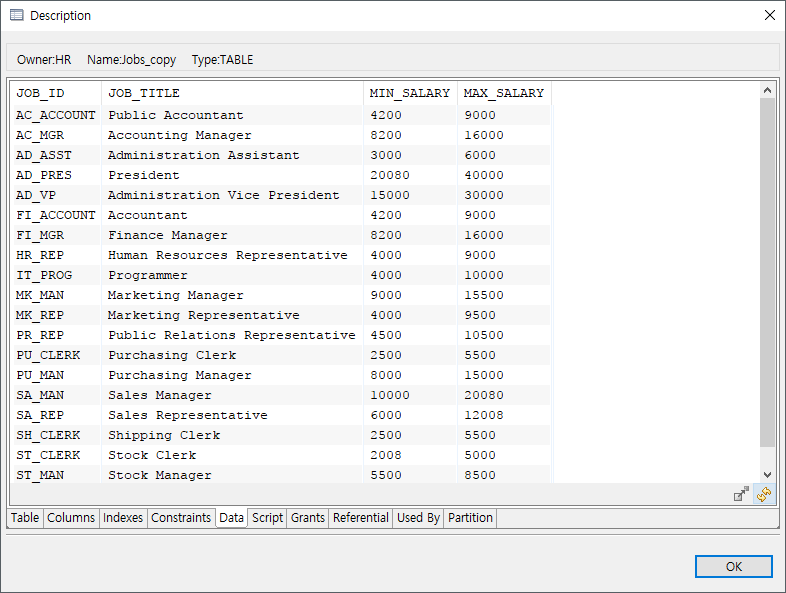 Description
Owner:HR Name:Jobs_copy Type:TABLE
JOB_ID JOB_TITLE MIN_SALARY MAX_SALARY
AC_ACCOUNT Public Accountant 4200 9000
AC_MGR Accounting Manager 8200 16000
AD_ASST Administration Assistant 3000 6000
AD_PRES President 20080 40000
AD_VP Administration Vice President 15000 30000
FI_ACCOUNT Accountant 4200 9000
FI_MGR Finance Manager 8200 16000
HR_REP Human Resources Representative 4000 9000
IT_PROG Programmer 4000 10000
MK_MAN Marketing Manager 9000 15500
MK_REP Marketing Representative 4000 9500
PR_REP Public Relations Representative 4500 10500
PU_CLERK Purchasing Clerk 2500 5500
PU_MAN Purchasing Manager 8000 15000
SA_MAN Sales Manager 10000 20080
SA_REP Sales Representative 6000 12008
SH_CLERK Shipping Clerk 2500 5500
ST_CLERK Stock Clerk 2008 5000
ST_MAN Stock Manager 5500 8500
Table Columns Indexes Constraints Data Script Grants Referential Used By Partition
OK